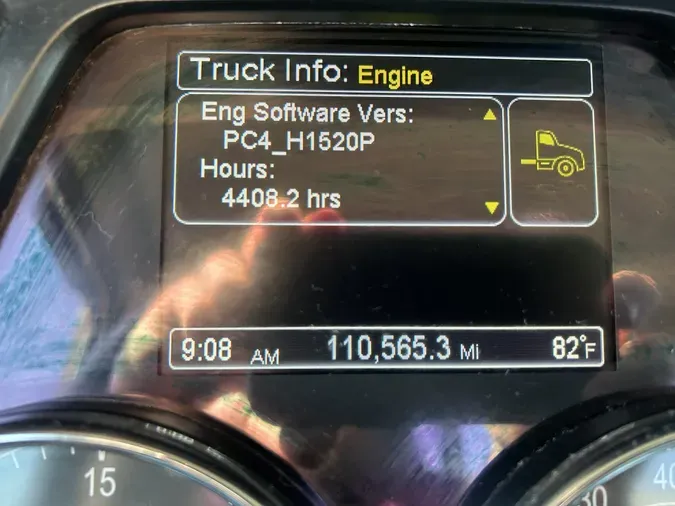 Truck Info: Engine
Eng Software Vers:
PC4_H1520P
Hours:
4408.2 hrs
9:08 AM 110,565.3 Mi 82°F
15
30
40